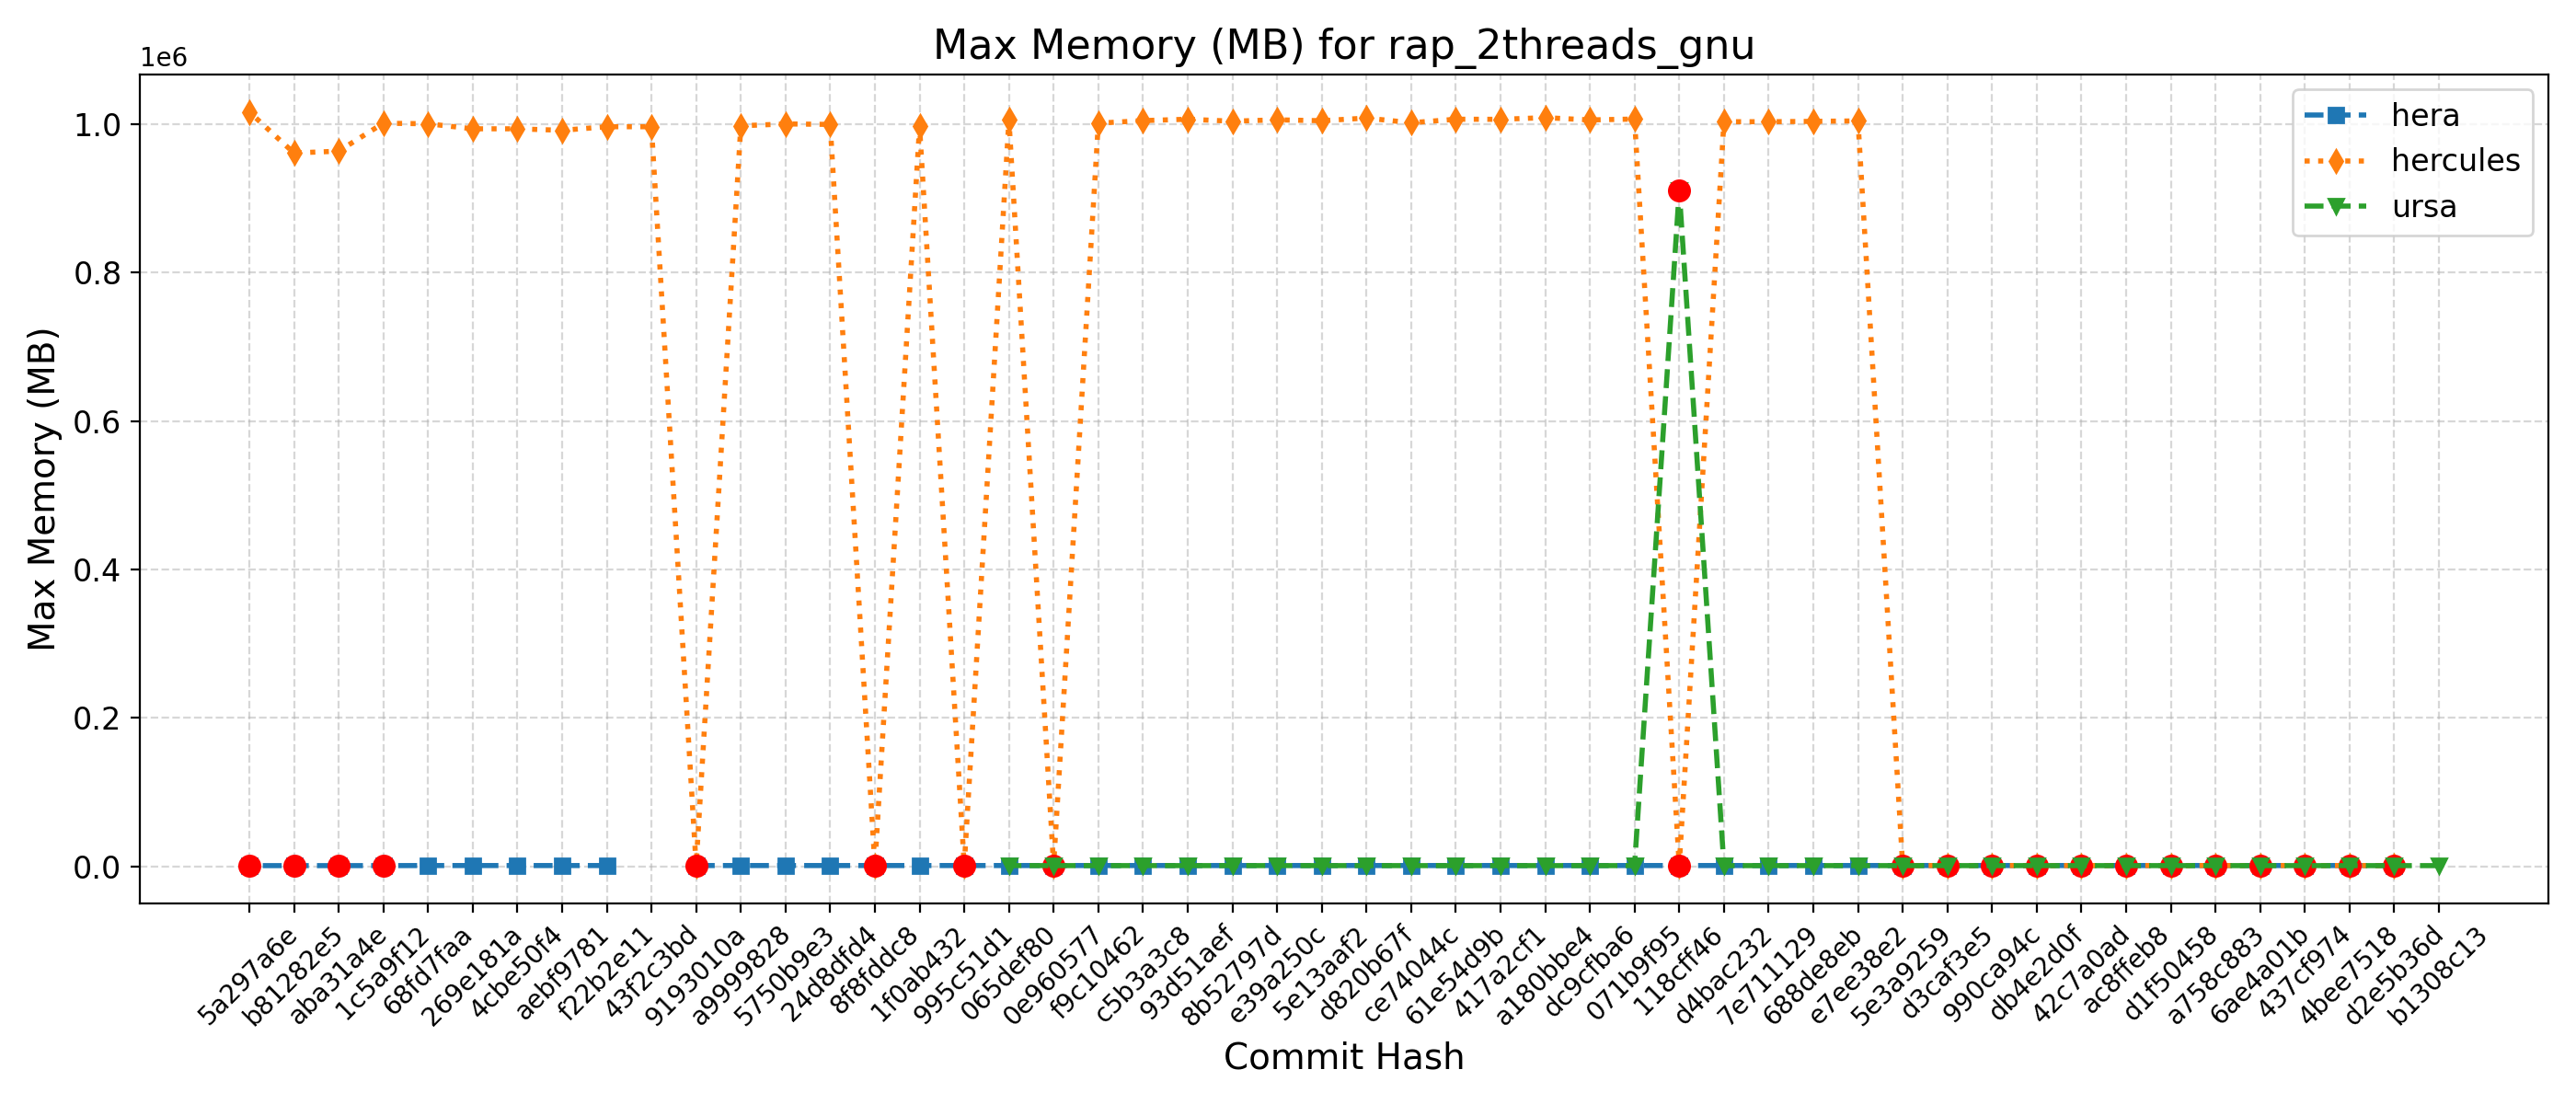 Max Memory (MB) for rap_2threads_gnu
1e6
1.0
0.8
0.6
0.4
0.2
0.0
Max Memory (MB)
hera
hercules
ursa
5a297a6e
b81282e5
aba31a4e
1c5a9f12
68fd7faa
269e181a
4cbe50f4
aebf9781
f22b2e11
43f2c3bd
9193010a
a9999828
5750b9e3
24d8dfd4
8f8fddc8
1f0ab432
995c51d1
065def80
0e960577
f9c10462
c5b3a3c8
93d51aef
8b52797d
e39a250c
5e13aaf2
d820b67f
ce74044c
61e54d9b
417a2cf1
a180bbe4
dc9cfba6
071b9f95
118cff46
d4bac232
7e711129
688de8eb
e7ee38e2
5e3a9259
d3caf3e5
990ca94c
db4e2d0f
42c7a0ad
ac8ffeb8
d1f50458
a758c883
6ae4a01b
437cf974
4bee7518
d2e5b36d
b1308c13
Commit Hash